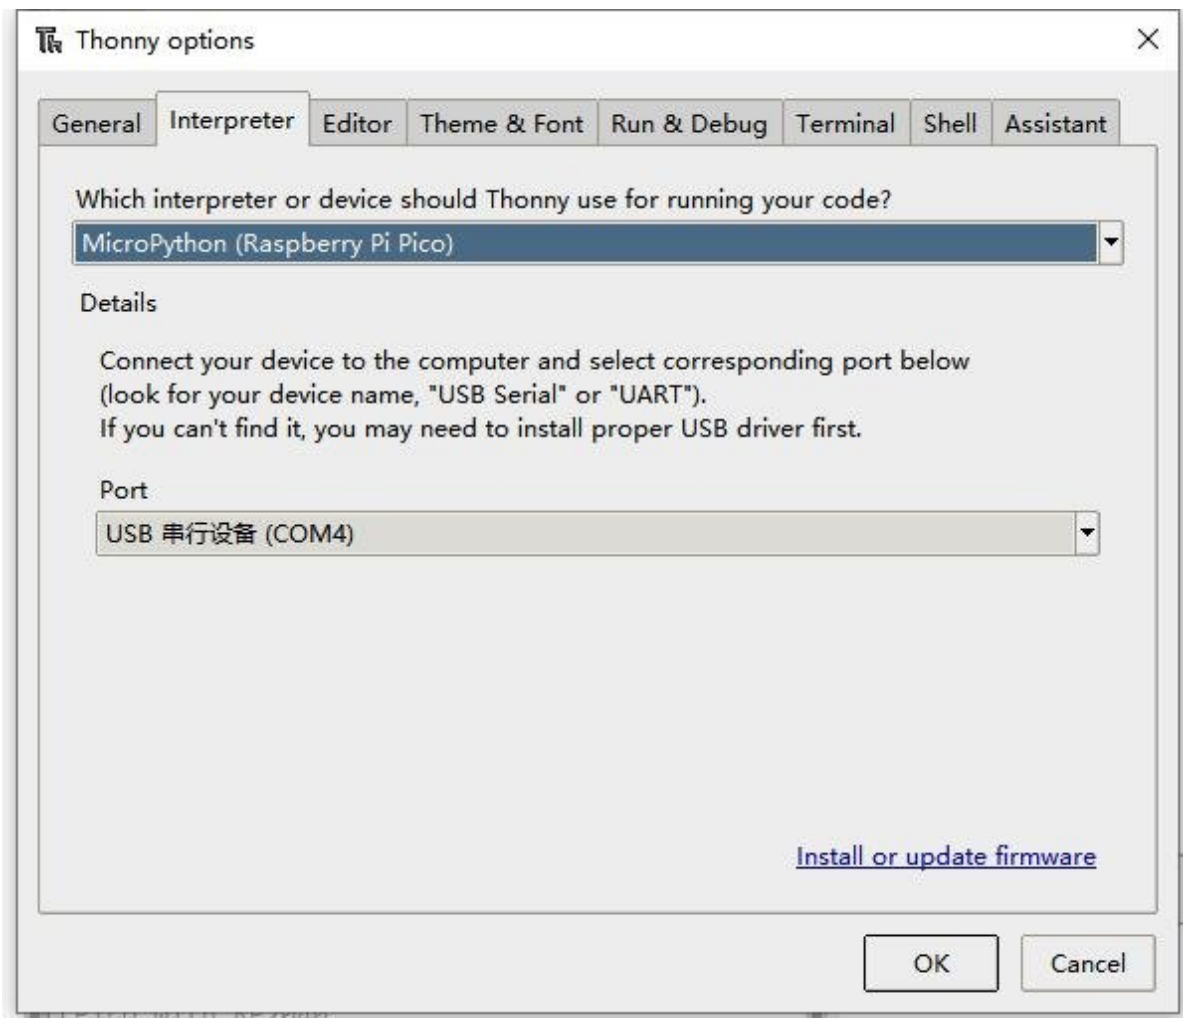 Thonny options
General Interpreter Editor Theme & Font Run & Debug Terminal Shell Assistant
Which interpreter or device should Thonny use for running your code?
MicroPython (Raspberry Pi Pico)
Details
Connect your device to the computer and select corresponding port below
(look for your device name, "USB Serial" or "UART").
If you can't find it, you may need to install proper USB driver first.
Port
USB 串行设备 (COM4)
Install or update firmware
OK Cancel